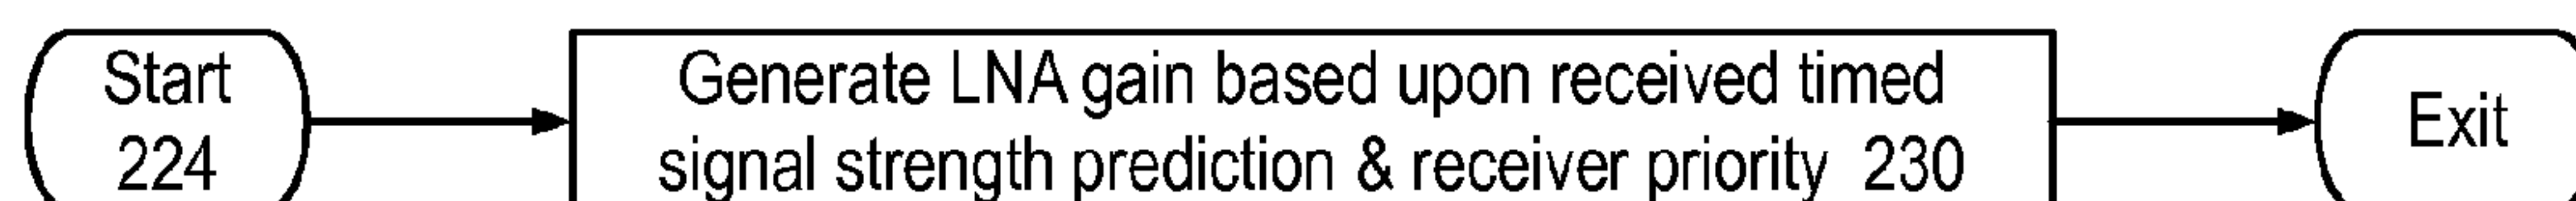 Start
224
Generate LNA gain based upon received timed
signal strength prediction & receiver priority 230
Exit